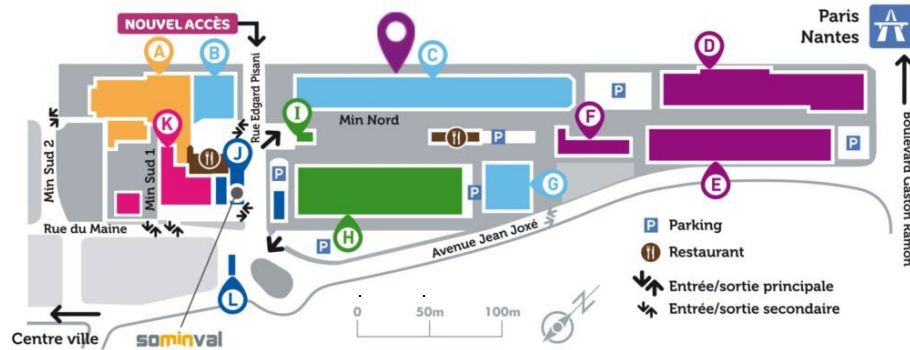 NOUVEL ACCÈS
Paris
Nantes
A
B
C
D
Rue Edgard Pisani
I
Min Nord
F
K
J
Min Sud 2
Min Sud 1
P
P
P
P
P
P
G
E
H
Rue du Maine
Avenue Jean Joxé
Boulevard Gaston Ramon
P Parking
Restaurant
Entrée/sortie principale
Entrée/sortie secondaire
L
0 50m 100m
Centre ville
sominval